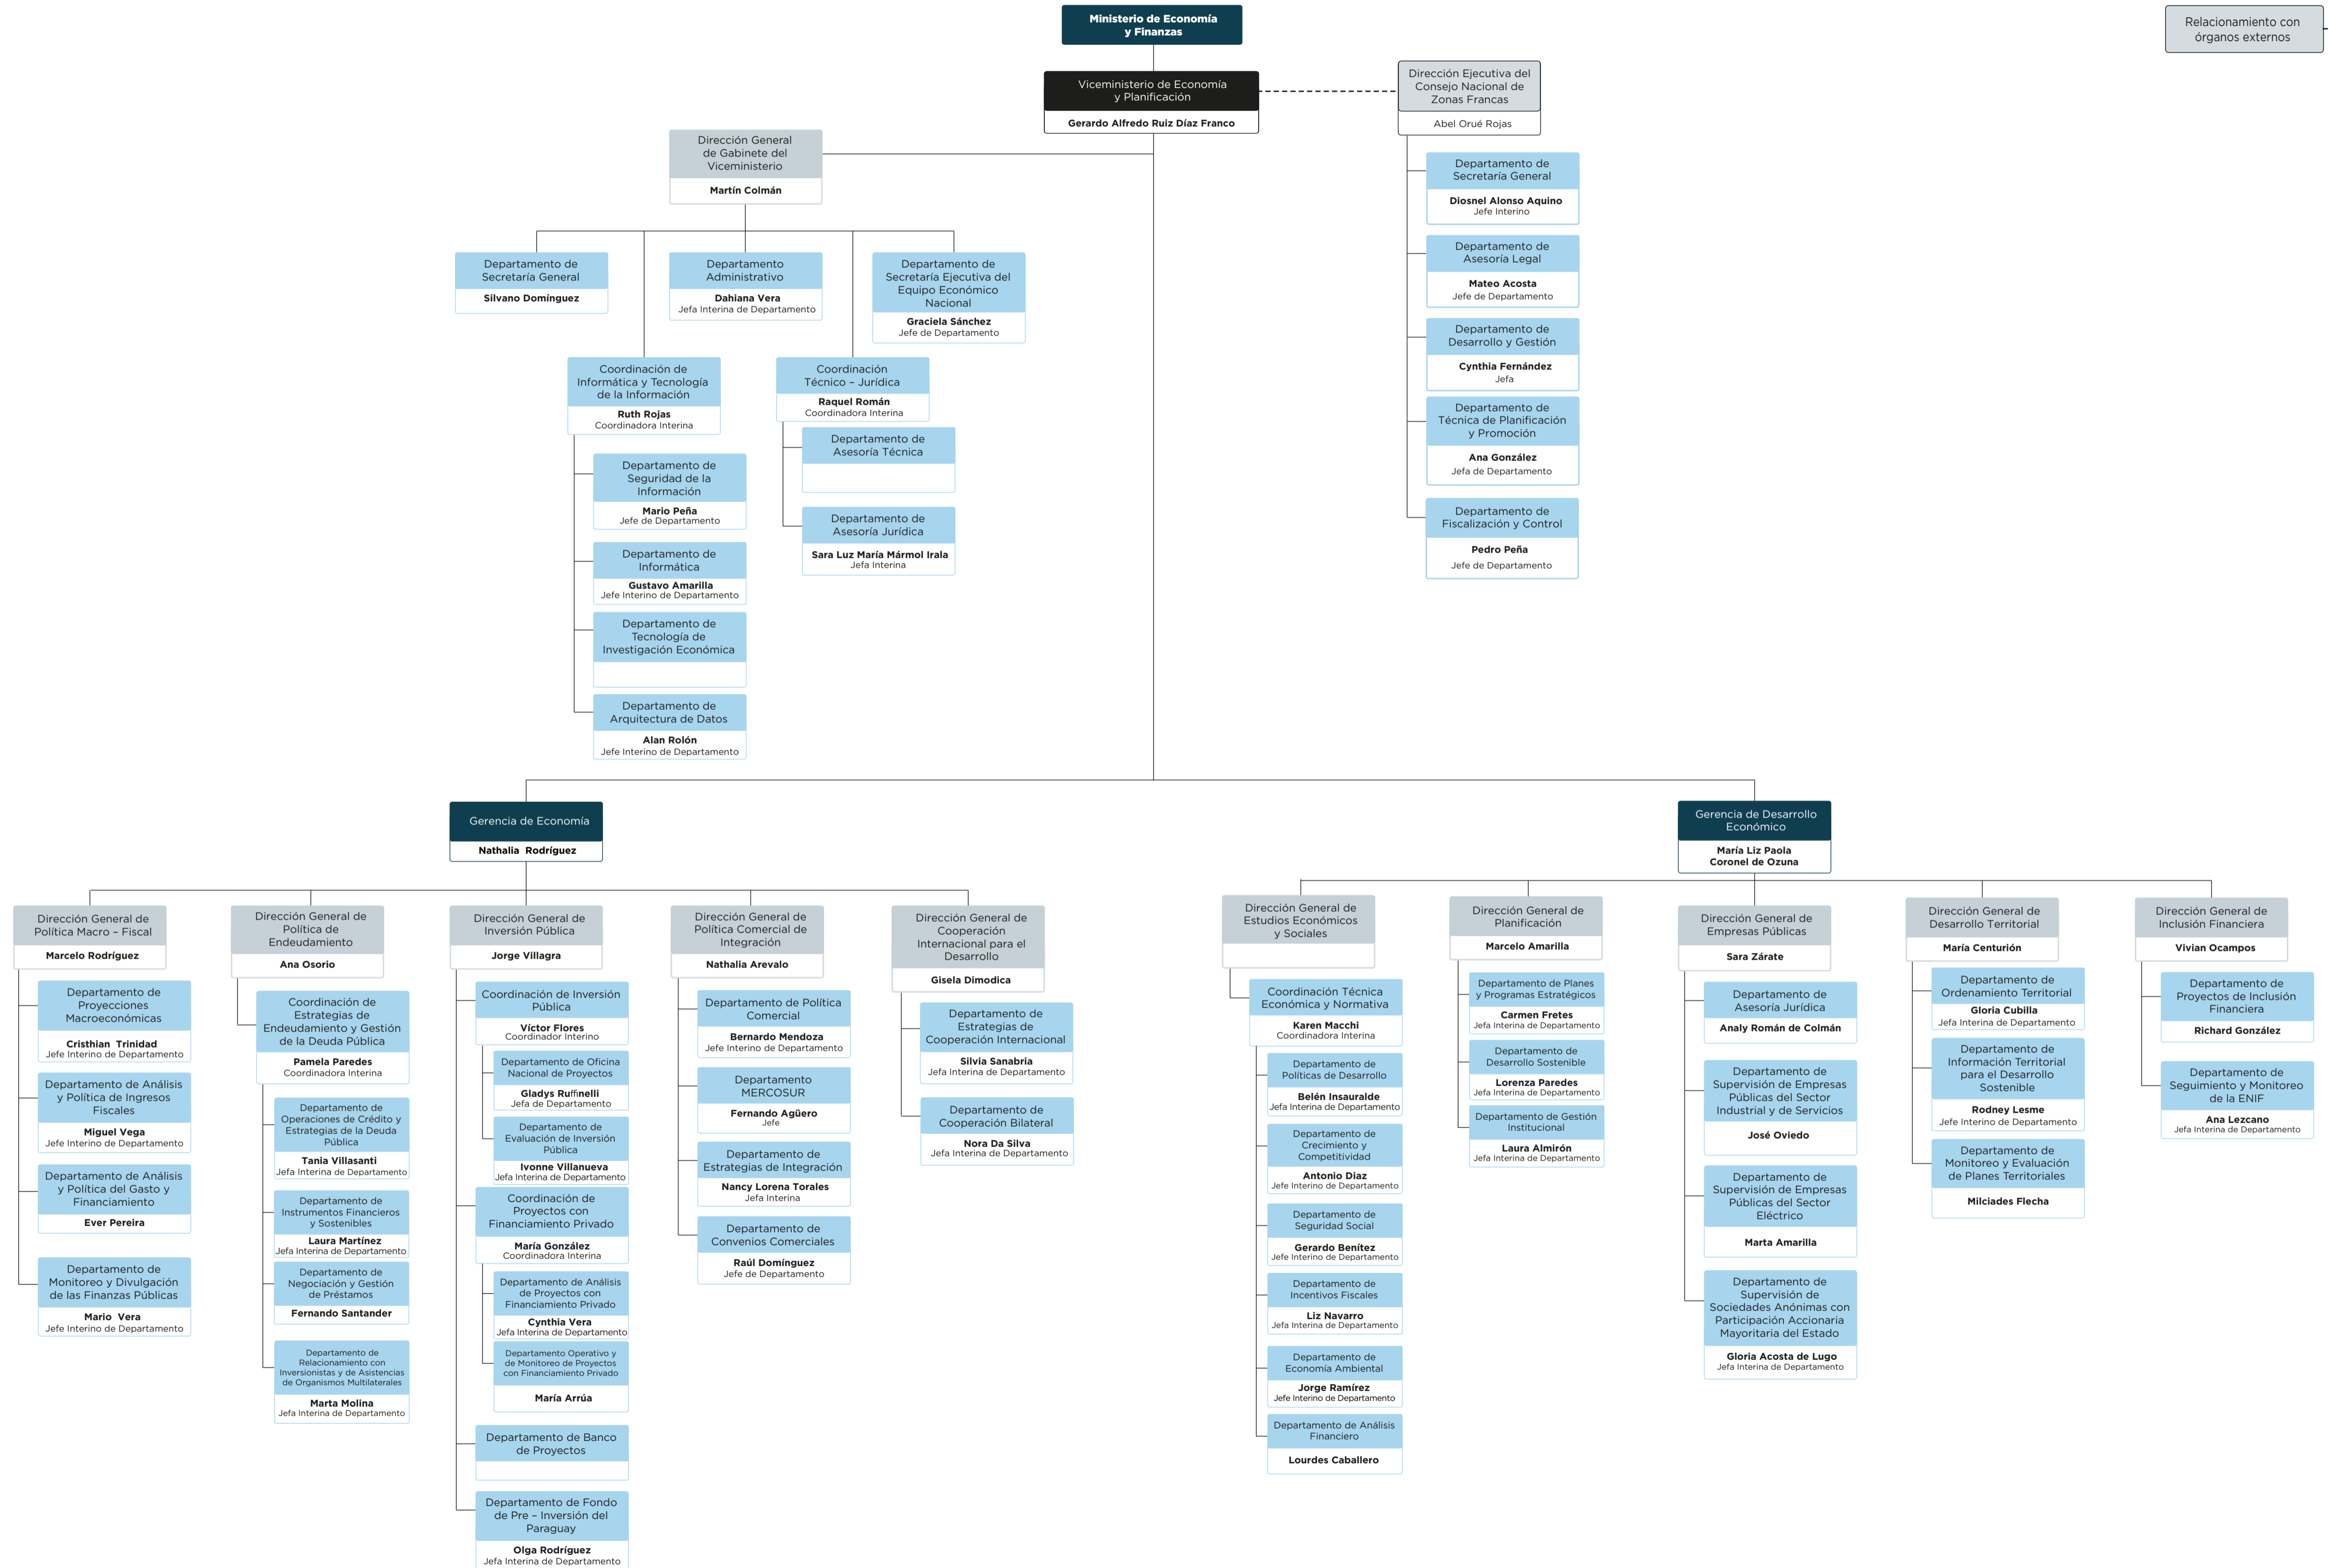 Ministerio de Economía
y Finanzas
Relacionamiento con
órganos externos
Viceministerio de Economía
y Planificación
Gerardo Alfredo Ruiz Díaz Franco
Dirección Ejecutiva del
Consejo Nacional de
Zonas Francas
Abel Orué Rojas
Departamento de
Secretaría General
Diosnel Alonso Aquino
Jefe Interino
Departamento de
Asesoría Legal
Mateo Acosta
Jefe de Departamento
Departamento de
Desarrollo y Gestión
Cynthia Fernández
Jefa
Departamento de
Técnica de Planificación
y Promoción
Ana González
Jefa de Departamento
Departamento de
Fiscalización y Control
Pedro Peña
Jefe de Departamento
Dirección General
de Gabinete del
Viceministerio
Martín Colmán
Departamento de
Secretaría General
Silvano Domínguez
Departamento
Administrativo
Dahiana Vera
Jefa Interina de Departamento
Departamento de
Secretaría Ejecutiva del
Equipo Económico
Nacional
Graciela Sánchez
Jefe de Departamento
Coordinación de
Informática y Tecnología
de la Información
Ruth Rojas
Coordinadora Interina
Departamento de
Seguridad de la
Información
Mario Peña
Jefe de Departamento
Departamento de
Informática
Gustavo Amarilla
Jefe Interino de Departamento
Departamento de
Tecnología de
Investigación Económica
Departamento de
Arquitectura de Datos
Alan Rolón
Jefe Interino de Departamento
Coordinación
Técnico – Jurídica
Raquel Román
Coordinadora Interina
Departamento de
Asesoría Técnica
Departamento de
Asesoría Jurídica
Sara Luz María Mármol Irala
Jefa Interina
Gerencia de Economía
Nathalia Rodríguez
Dirección General de
Política Macro – Fiscal
Marcelo Rodríguez
Departamento de
Proyecciones
Macroeconómicas
Cristhian Trinidad
Jefe Interino de Departamento
Departamento de Análisis
y Política de Ingresos
Fiscales
Miguel Vega
Jefe Interino de Departamento
Departamento de Análisis
y Política del Gasto y
Financiamiento
Ever Pereira
Departamento de
Monitoreo y Divulgación
de las Finanzas Públicas
Mario Vera
Jefe Interino de Departamento
Dirección General de
Política de
Endeudamiento
Ana Osorio
Coordinación de
Estrategias de
Endeudamiento y Gestión
de la Deuda Pública
Pamela Paredes
Coordinadora Interina
Departamento de
Operaciones de Crédito y
Estrategias de la Deuda
Pública
Tania Villasanti
Jefa Interina de Departamento
Departamento de
Instrumentos Financieros
y Sostenibles
Laura Martínez
Jefa Interina de Departamento
Departamento de
Negociación y Gestión
de Préstamos
Fernando Santander
Departamento de
Relacionamiento con
Inversionistas y de Asistencias
de Organismos Multilaterales
Marta Molina
Jefa Interina de Departamento
Dirección General de
Inversión Pública
Jorge Villagra
Coordinación de Inversión
Pública
Víctor Flores
Coordinador Interino
Departamento de Oficina
Nacional de Proyectos
Gladys Ruffinelli
Jefa de Departamento
Departamento de
Evaluación de Inversión
Pública
Ivonne Villanueva
Jefa Interina de Departamento
Coordinación de
Proyectos con
Financiamiento Privado
María González
Coordinadora Interina
Departamento de Análisis
de Proyectos con
Financiamiento Privado
Cynthia Vera
Jefa Interina de Departamento
Departamento Operativo y
de Monitoreo de Proyectos
con Financiamiento Privado
María Arrúa
Departamento de Banco
de Proyectos
Departamento de Fondo
de Pre – Inversión del
Paraguay
Olga Rodríguez
Jefa Interina de Departamento
Dirección General de
Política Comercial de
Integración
Nathalia Arevalo
Departamento de Política
Comercial
Bernardo Mendoza
Jefe Interino de Departamento
Departamento
MERCOSUR
Fernando Agüero
Jefe
Departamento de
Estrategias de Integración
Nancy Lorena Torales
Jefa Interina
Departamento de
Convenios Comerciales
Raúl Domínguez
Jefe de Departamento
Dirección General de
Cooperación
Internacional para el
Desarrollo
Gisela Dimodica
Departamento de
Estrategias de
Cooperación Internacional
Silvia Sanabria
Jefa Interina de Departamento
Departamento de
Cooperación Bilateral
Nora Da Silva
Jefa Interina de Departamento
Gerencia de Desarrollo
Económico
María Liz Paola
Coronel de Ozuna
Dirección General de
Estudios Económicos
y Sociales
Coordinación Técnica
Económica y Normativa
Karen Macchi
Coordinadora Interina
Departamento de
Políticas de Desarrollo
Belén Insauralde
Jefa Interina de Departamento
Departamento de
Crecimiento y
Competitividad
Antonio Diaz
Jefe Interino de Departamento
Departamento de
Seguridad Social
Gerardo Benítez
Jefe Interino de Departamento
Departamento de
Incentivos Fiscales
Liz Navarro
Jefa Interina de Departamento
Departamento de
Economía Ambiental
Jorge Ramírez
Jefe Interino de Departamento
Departamento de Análisis
Financiero
Lourdes Caballero
Dirección General de
Planificación
Marcelo Amarilla
Departamento de Planes
y Programas Estratégicos
Carmen Fretes
Jefa Interina de Departamento
Departamento de
Desarrollo Sostenible
Lorenza Paredes
Jefa Interina de Departamento
Departamento de Gestión
Institucional
Laura Almirón
Jefa Interina de Departamento
Dirección General de
Empresas Públicas
Sara Zárate
Departamento de
Asesoría Jurídica
Analy Román de Colmán
Departamento de
Supervisión de Empresas
Públicas del Sector
Industrial y de Servicios
José Oviedo
Departamento de
Supervisión de Empresas
Públicas del Sector
Eléctrico
Marta Amarilla
Departamento de
Supervisión de
Sociedades Anónimas con
Participación Accionaria
Mayoritaria del Estado
Gloria Acosta de Lugo
Jefa Interina de Departamento
Dirección General de
Desarrollo Territorial
María Centurión
Departamento de
Ordenamiento Territorial
Gloria Cubilla
Jefa Interina de Departamento
Departamento de
Información Territorial
para el Desarrollo
Sostenible
Rodney Lesme
Jefe Interino de Departamento
Departamento de
Monitoreo y Evaluación
de Planes Territoriales
Milciades Flecha
Dirección General de
Inclusión Financiera
Vivian Ocampos
Departamento de
Proyectos de Inclusión
Financiera
Richard González
Departamento de
Seguimiento y Monitoreo
de la ENIF
Ana Lezcano
Jefa Interina de Departamento